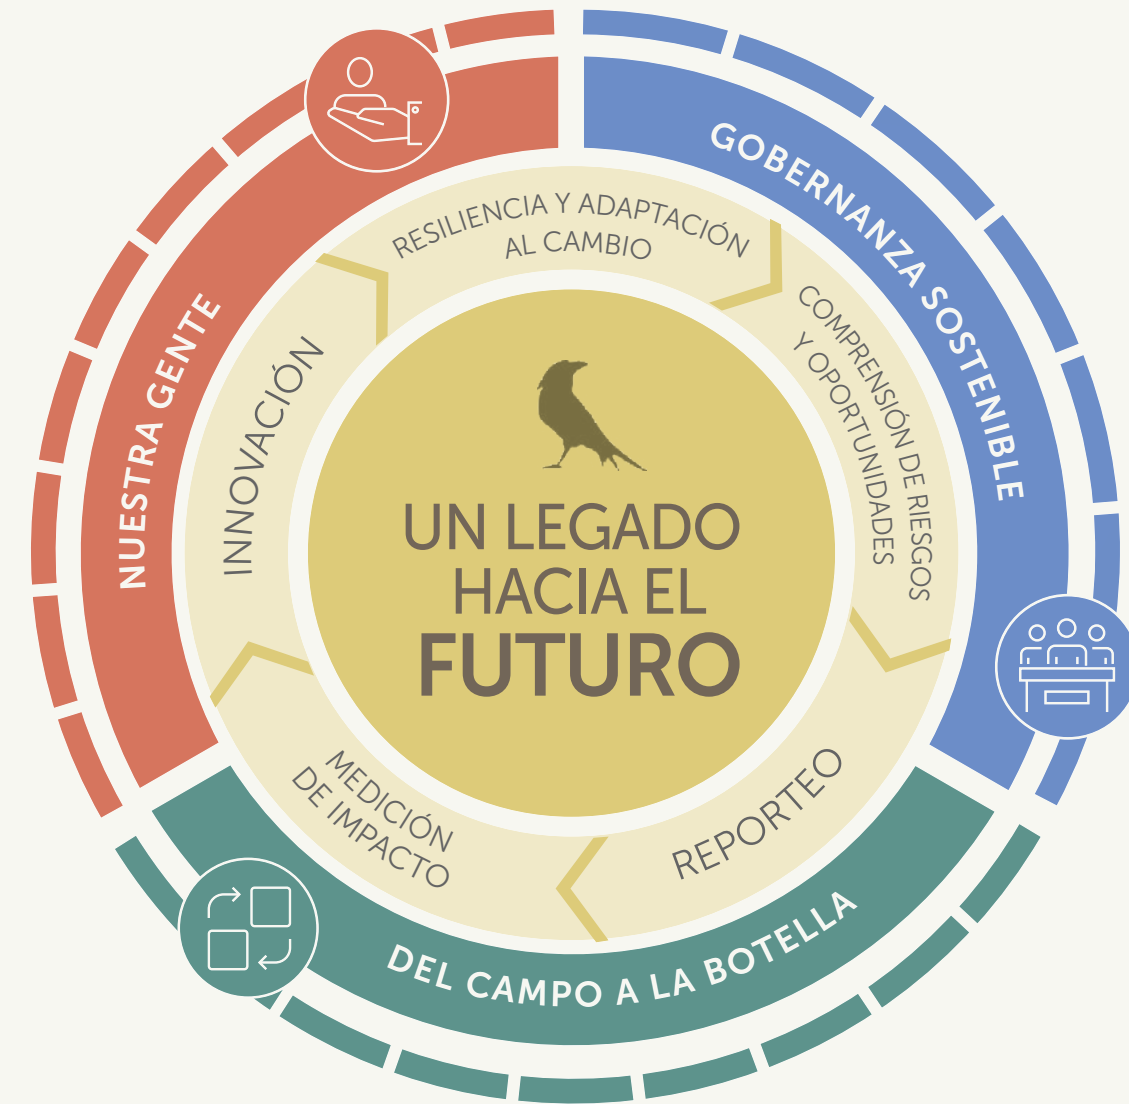 NUESTRA GENTE
GOBERNANZA SOSTENIBLE
DEL CAMPO A LA BOTELLA
RESILIENCIA Y ADAPTACIÓN
AL CAMBIO
COMPRENSIÓN DE RIESGOS
Y OPORTUNIDADES
REPORTEO
MEDICIÓN
DE IMPACTO
INNOVACIÓN
UN LEGADO
HACIA EL
FUTURO